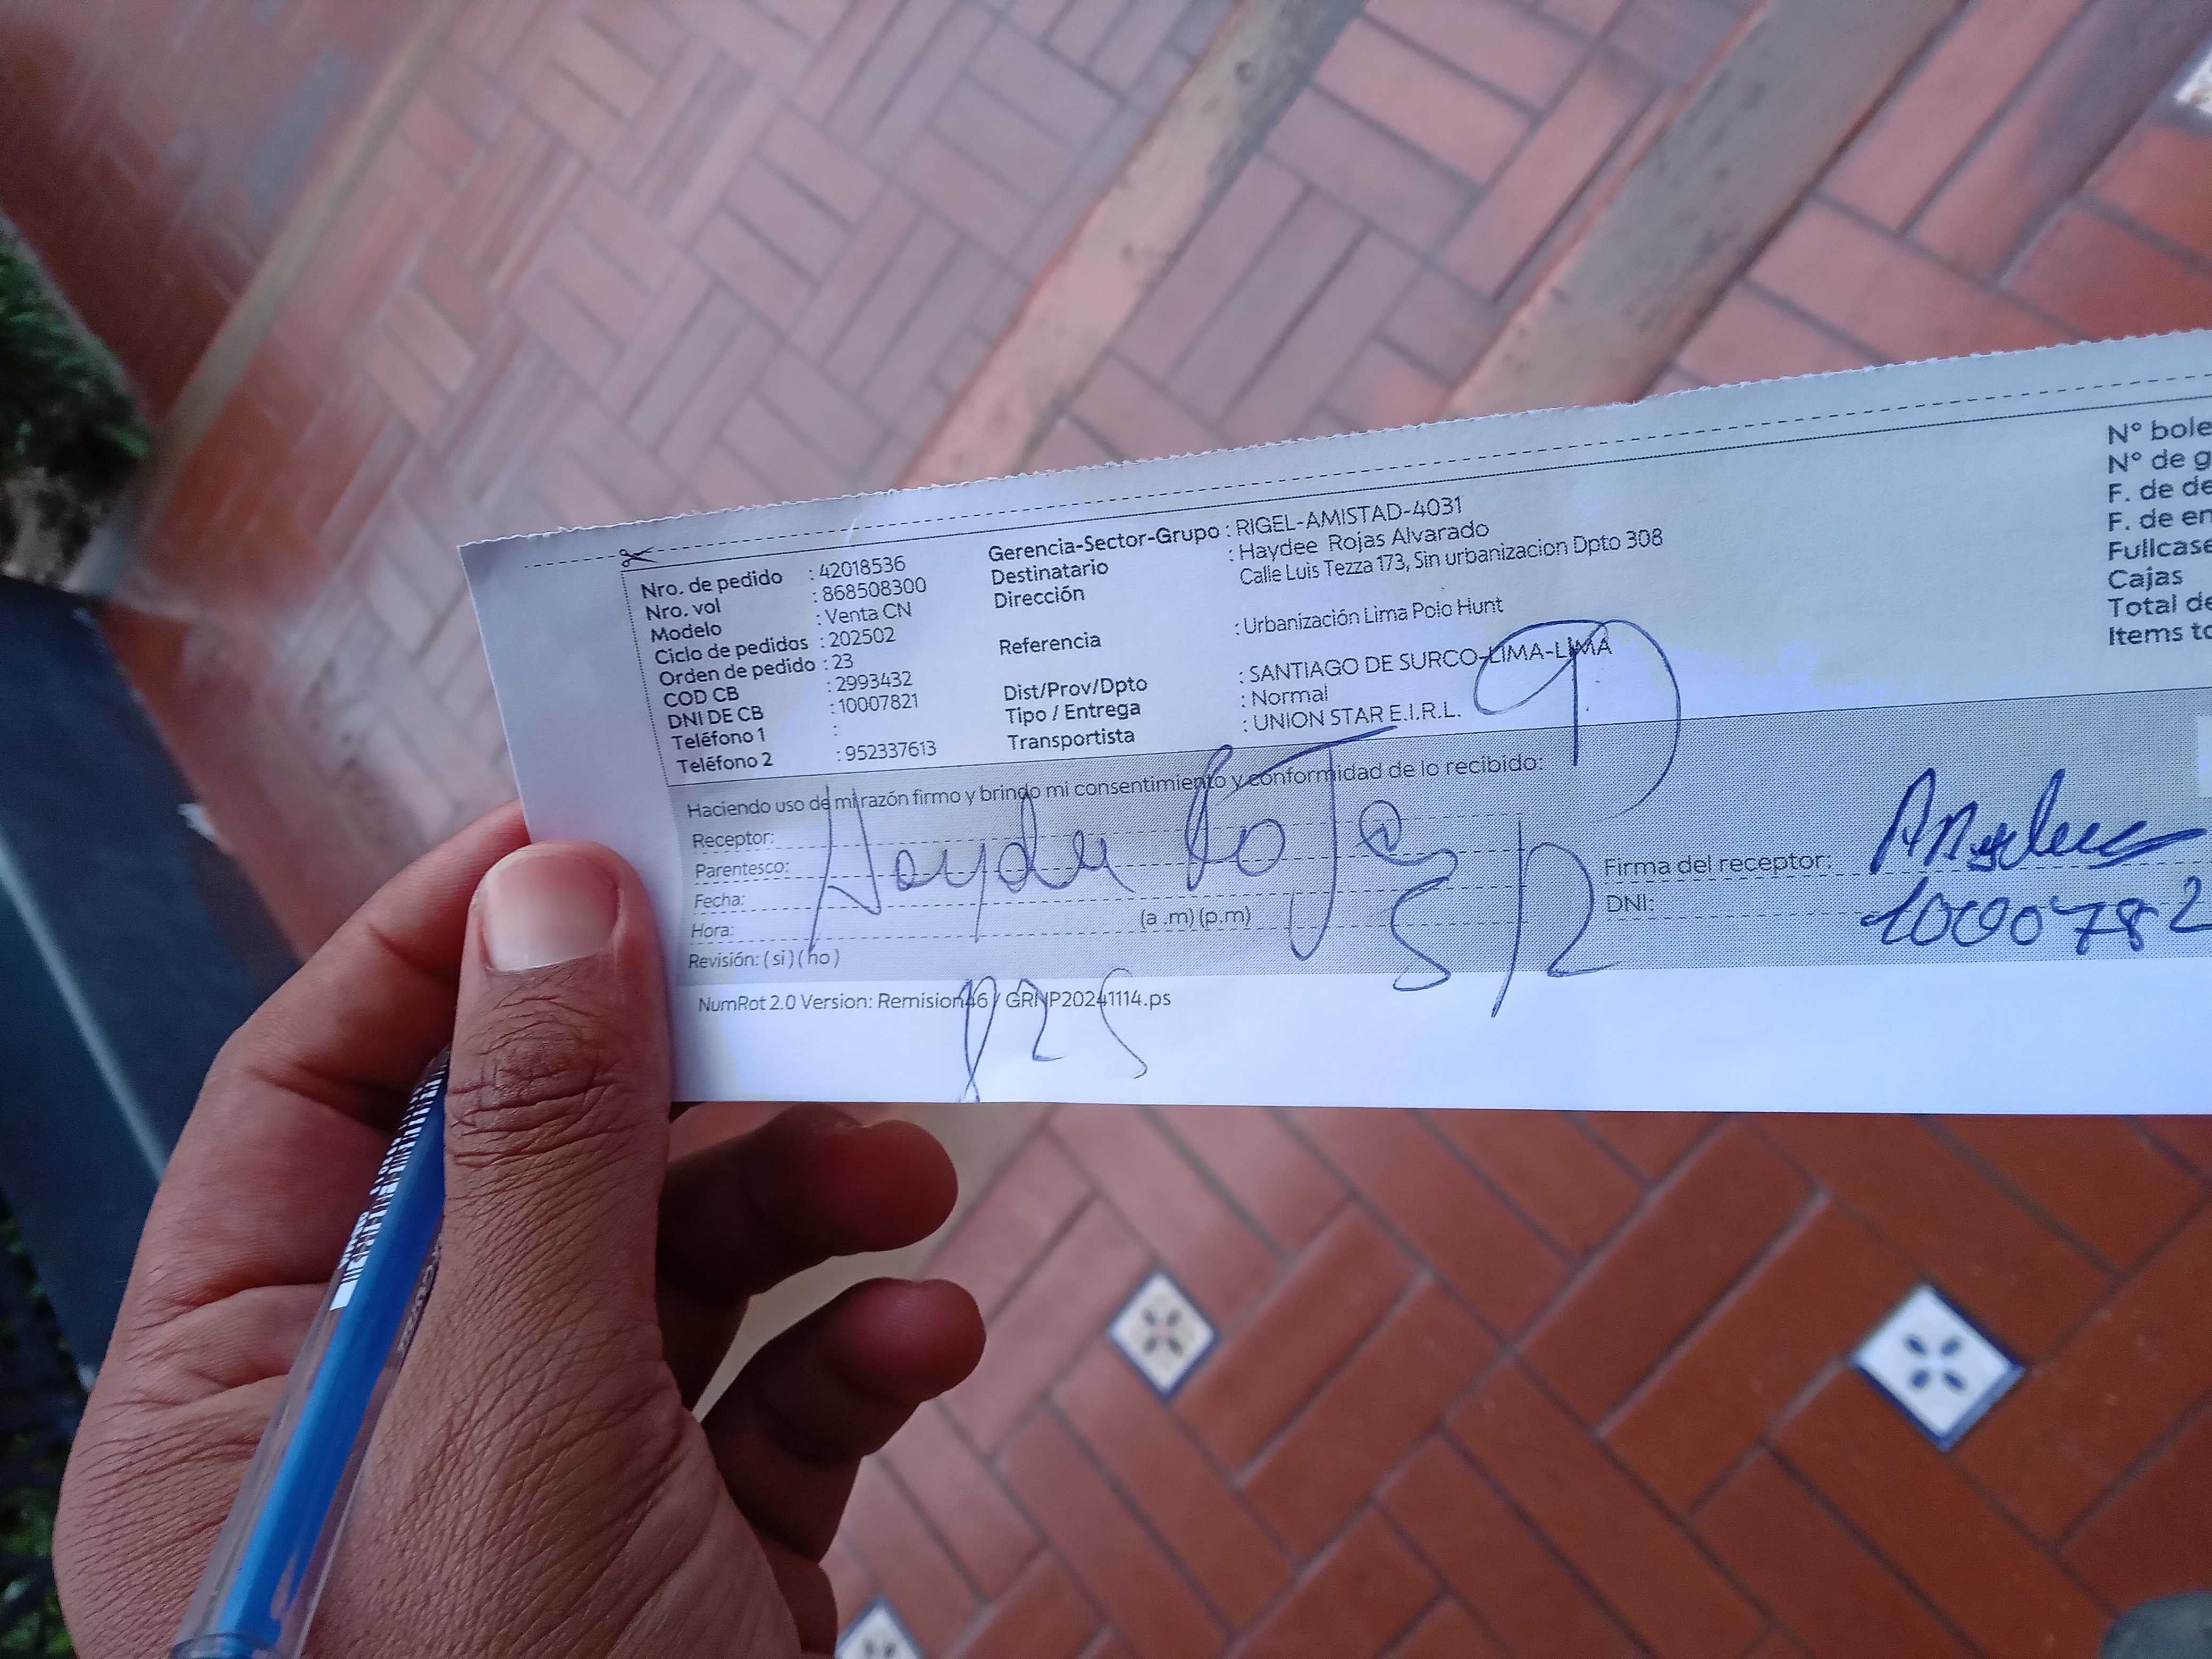 Nro. de pedido : 42018536
Nro. vol : 868508300
Modelo : Venta CN
Ciclo de pedidos : 202502
Orden de pedido : 23
COD CB : 2993432
DNI DE CB : 10007821
Teléfono 1 :
Teléfono 2 : 952337613
Gerencia-Sector-Grupo : RIGEL-AMISTAD-4031
Destinatario : Haydee Rojas Alvarado
Dirección Calle Luis Tezza 173, Sin urbanizacion Dpto 308
Referencia : Urbanización Lima Polo Hunt
Dist/Prov/Dpto : SANTIAGO DE SURCO-LIMA-LIMA
Tipo / Entrega : Normal
Transportista : UNION STAR E.I.R.L.
N° bole
N° de g
F. de de
F. de en
Fullcase
Cajas
Total de
Items to
Haciendo uso de mi razón firmo y brindo mi consentimiento y conformidad de lo recibido:
Receptor:
Parentesco:
Fecha:
Hora: (a .m) (p.m)
Revisión: ( si ) ( no )
Rojas
Firma del receptor:
DNI: 1000782
NumRot 2.0 Version: Remision46 / GRNP20241114.ps